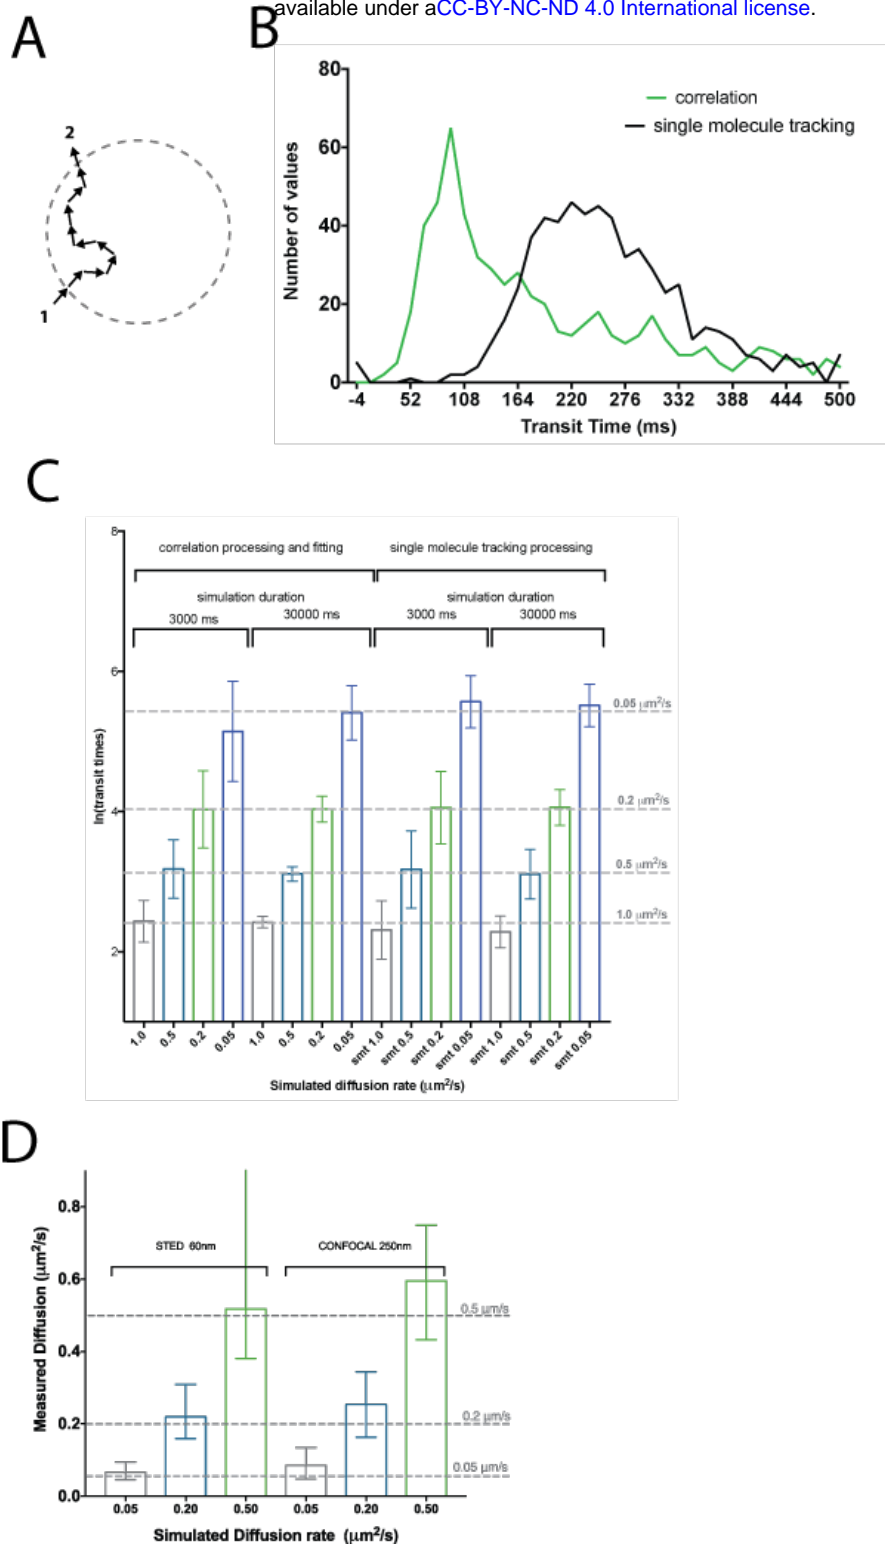 available under aCC-BY-NC-ND 4.0 International license.
A
B
2
1
80
60
40
20
0
Number of values
correlation
single molecule tracking
-4 52 108 164 220 276 332 388 444 500
Transit Time (ms)
C
8
6
4
2
ln(transit times)
correlation processing and fitting single molecule tracking processing
simulation duration simulation duration
3000 ms 30000 ms 3000 ms 30000 ms
0.05 µm²/s
0.2 µm²/s
0.5 µm²/s
1.0 µm²/s
1.0 0.5 0.2 0.05 1.0 0.5 0.2 0.05 smt 1.0 smt 0.5 smt 0.2 smt 0.05 smt 1.0 smt 0.5 smt 0.2 smt 0.05
Simulated diffusion rate (µm²/s)
D
0.8
0.6
0.4
0.2
0.0
Measured Diffusion (µm²/s)
STED 60nm CONFOCAL 250nm
0.5 µm/s
0.2 µm/s
0.05 µm/s
0.05 0.20 0.50 0.05 0.20 0.50
Simulated Diffusion rate (µm²/s)